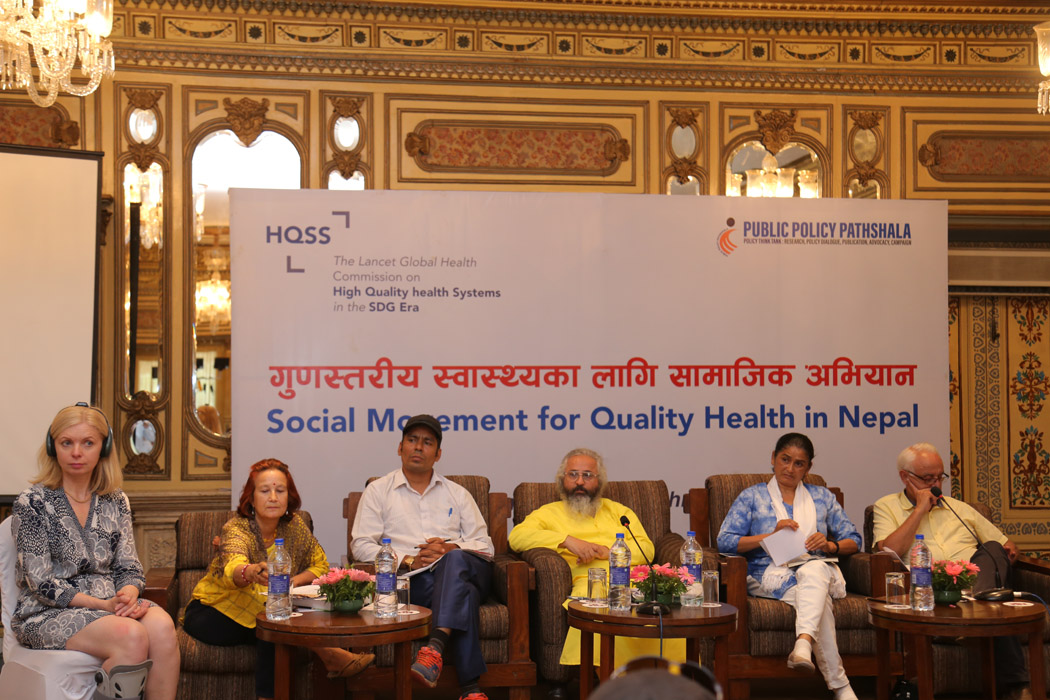 HQSS
The Lancet Global Health
Commission on
High Quality health Systems
in the SDG Era
PUBLIC POLICY PATHSHALA
POLICY THINK TANK : RESEARCH, POLICY DIALOGUE, PUBLICATION, ADVOCACY, CAMPAIGN
गुणस्तरीय स्वास्थ्यका लागि सामाजिक अभियान
Social Movement for Quality Health in Nepal